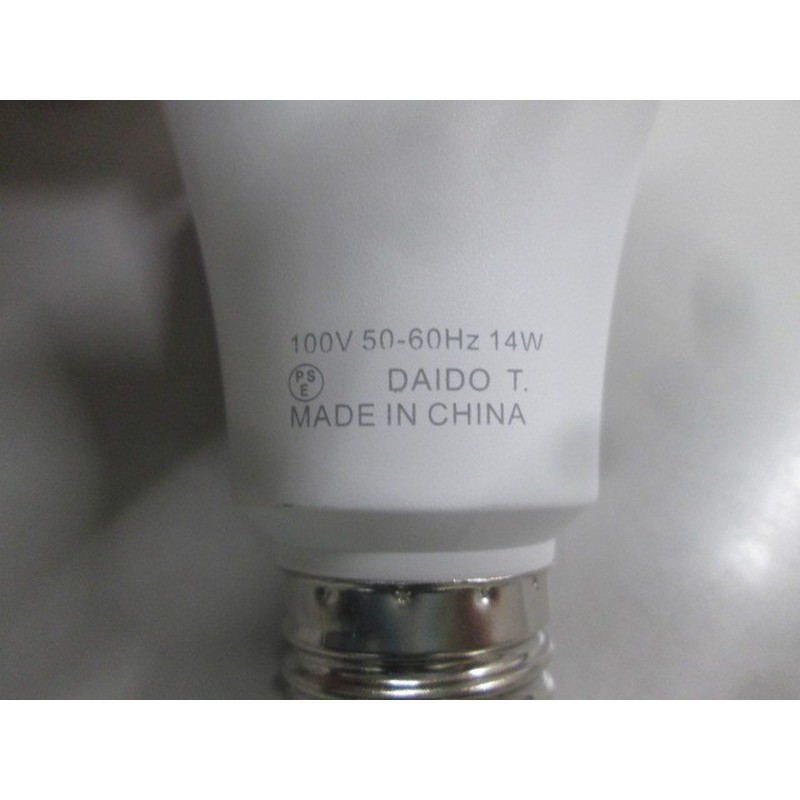 100V 50-60Hz 14W
PSE DAIDO T.
MADE IN CHINA